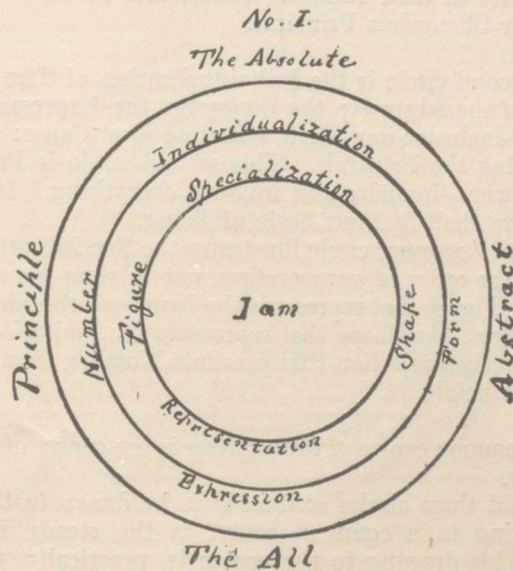 No. I.
The Absolute
Individualization
Specialization
Principle
Number
Figure
I am
Shape
Form
Abstract
Representation
Expression
The All